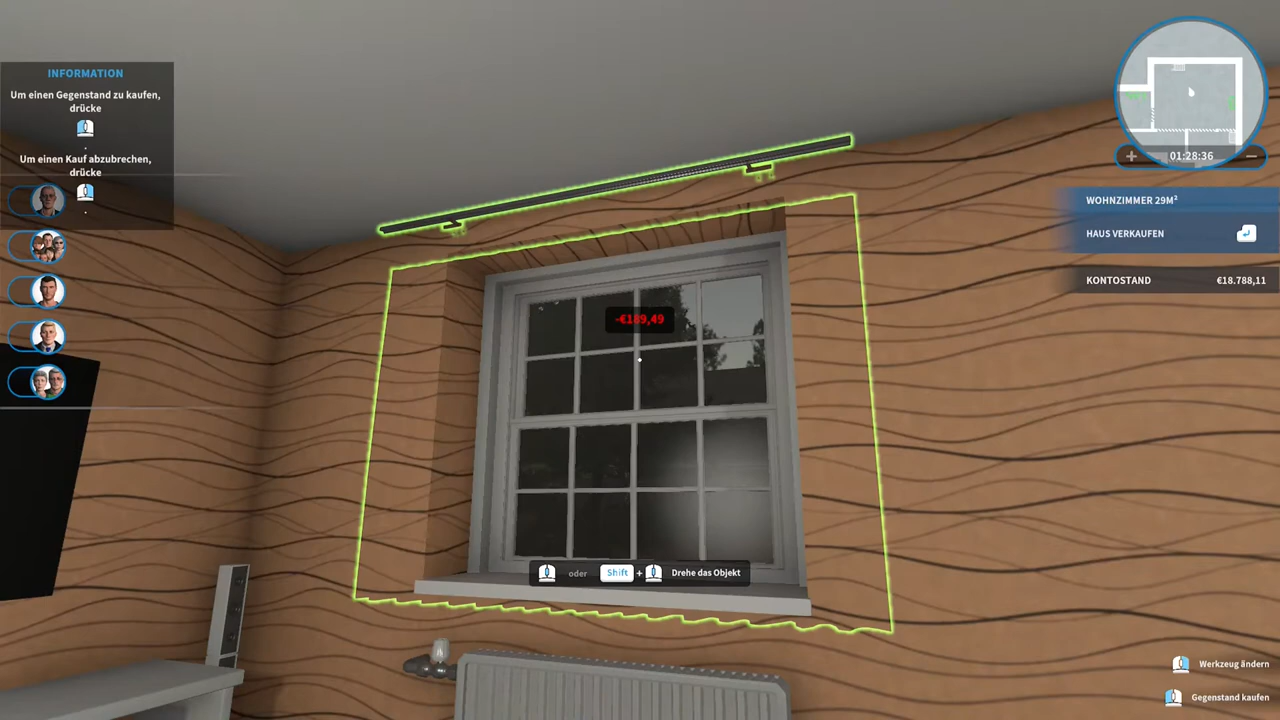 INFORMATION
Um einen Gegenstand zu kaufen,
drücke
.
Um einen Kauf abzubrechen,
drücke
.
+ 01:28:36 −
WOHNZIMMER 29M²
HAUS VERKAUFEN
KONTOSTAND €18.788,11
-€189,49
oder Shift + Drehe das Objekt
Werkzeug ändern
Gegenstand kaufen